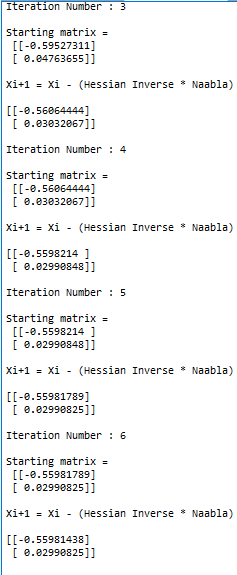 Iteration Number : 3
Starting matrix =
[[-0.59527311]
[ 0.04763655]]
Xi+1 = Xi - (Hessian Inverse * Naabla)
[[-0.56064444]
[ 0.03032067]]
Iteration Number : 4
Starting matrix =
[[-0.56064444]
[ 0.03032067]]
Xi+1 = Xi - (Hessian Inverse * Naabla)
[[-0.5598214 ]
[ 0.02990848]]
Iteration Number : 5
Starting matrix =
[[-0.5598214 ]
[ 0.02990848]]
Xi+1 = Xi - (Hessian Inverse * Naabla)
[[-0.55981789]
[ 0.02990825]]
Iteration Number : 6
Starting matrix =
[[-0.55981789]
[ 0.02990825]]
Xi+1 = Xi - (Hessian Inverse * Naabla)
[[-0.55981438]
[ 0.02990825]]